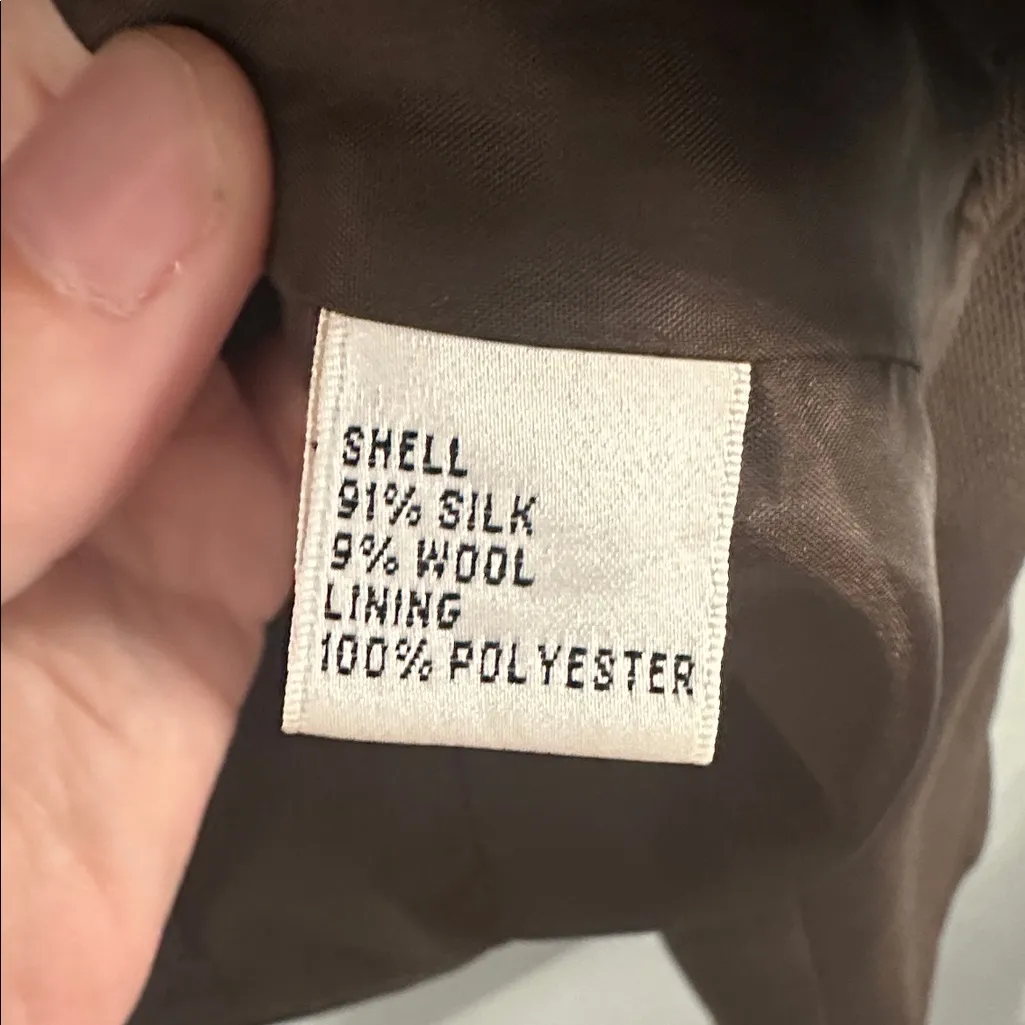 SHELL
91% SILK
9% WOOL
LINING
100% POLYESTER